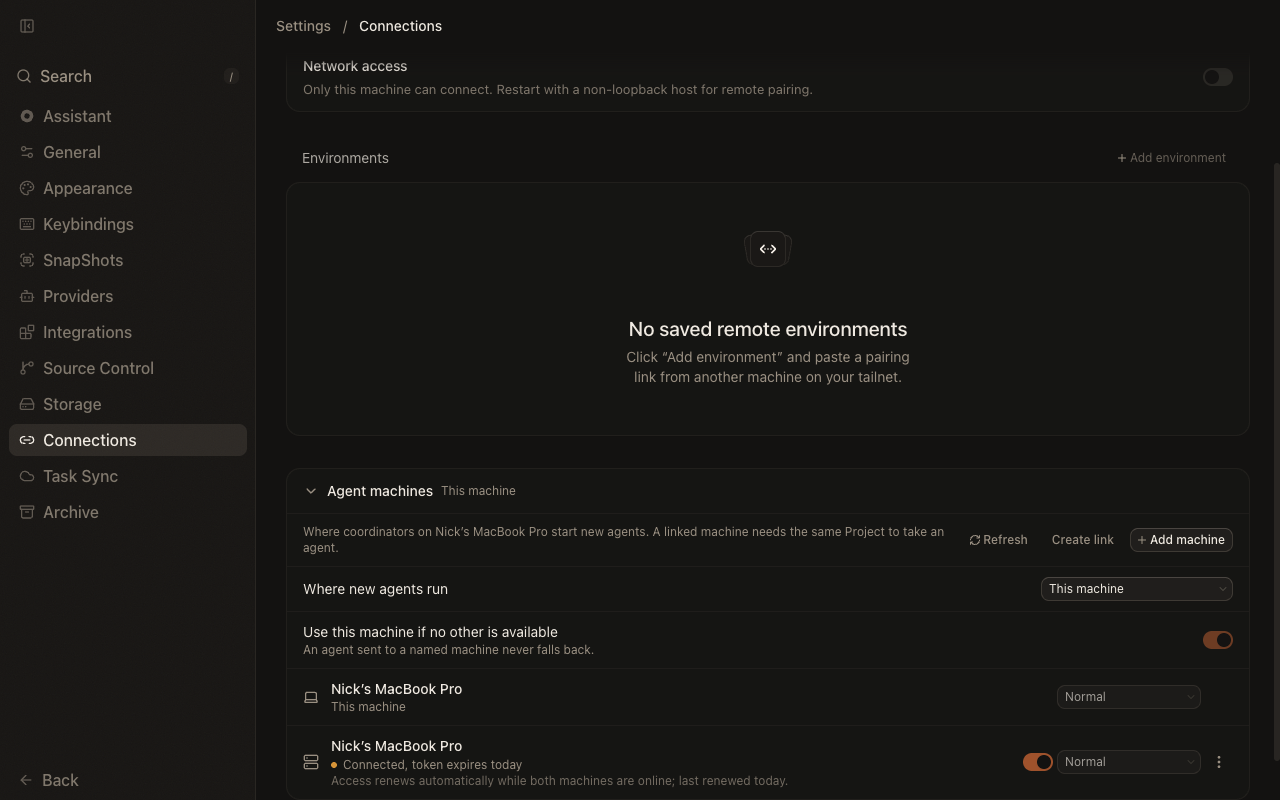 Settings / Connections
Search /
Assistant
General
Appearance
Keybindings
SnapShots
Providers
Integrations
Source Control
Storage
Connections
Task Sync
Archive
Back
Network access
Only this machine can connect. Restart with a non-loopback host for remote pairing.
Environments
+ Add environment
No saved remote environments
Click “Add environment” and paste a pairing
link from another machine on your tailnet.
Agent machines This machine
Where coordinators on Nick’s MacBook Pro start new agents. A linked machine needs the same Project to take an
agent.
Refresh
Create link
+ Add machine
Where new agents run
This machine
Use this machine if no other is available
An agent sent to a named machine never falls back.
Nick’s MacBook Pro
This machine
Normal
Nick’s MacBook Pro
Connected, token expires today
Access renews automatically while both machines are online; last renewed today.
Normal